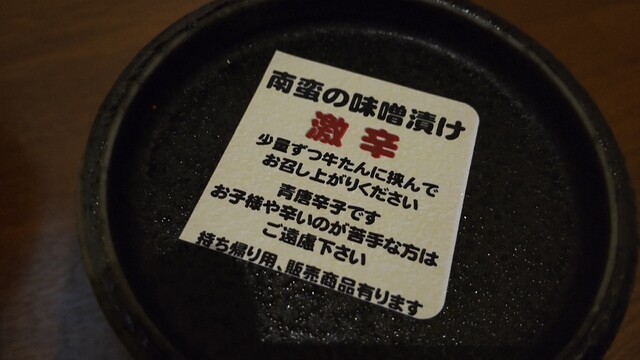 南蛮の味噌漬け
激辛
少量ずつ牛たんに挟んで
お召し上がりください
青唐辛子です
お子様や辛いのが苦手な方は
ご遠慮下さい
持ち帰り用、販売商品有ります